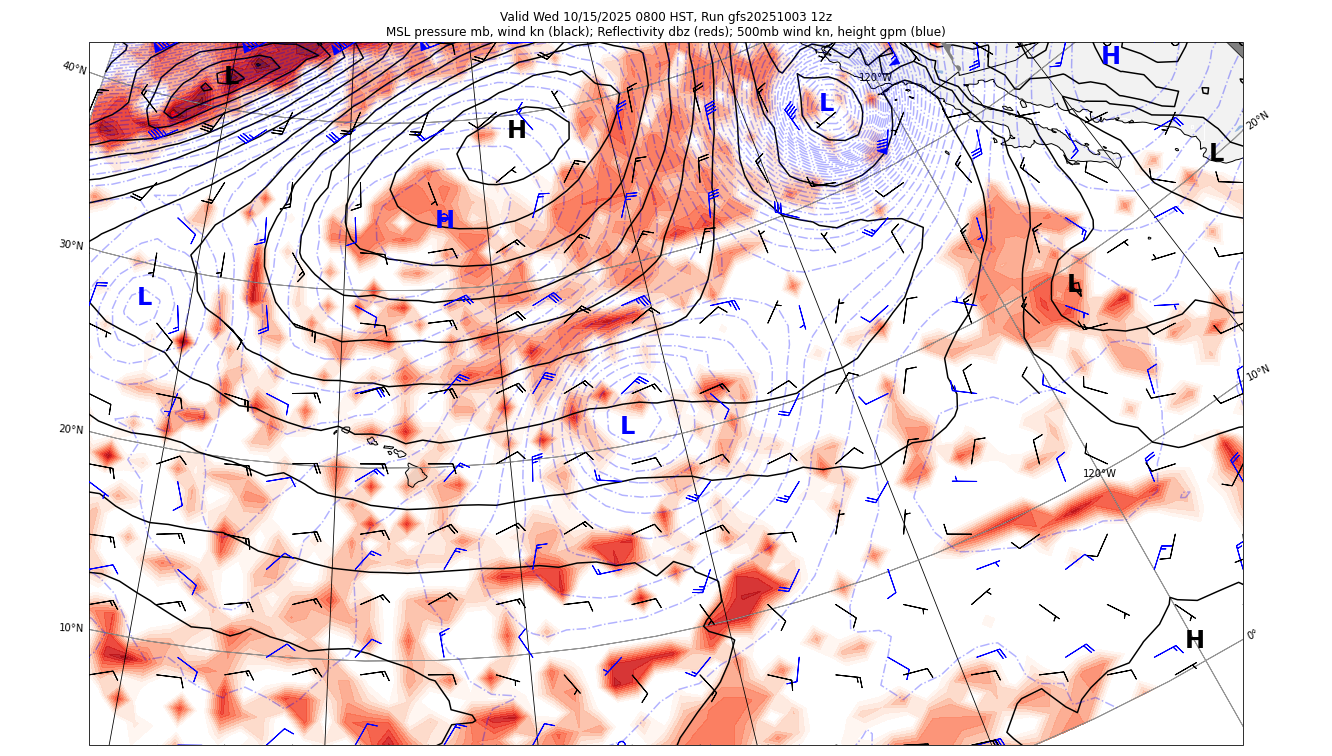 Valid Wed 10/15/2025 0800 HST, Run gfs20251003 12z
MSL pressure mb, wind kn (black); Reflectivity dbz (reds); 500mb wind kn, height gpm (blue)
40°N
L
H
L
120°W
H
20°N
L
H
30°N
L
L
10°N
20°N
L
120°W
10°N
H
0°